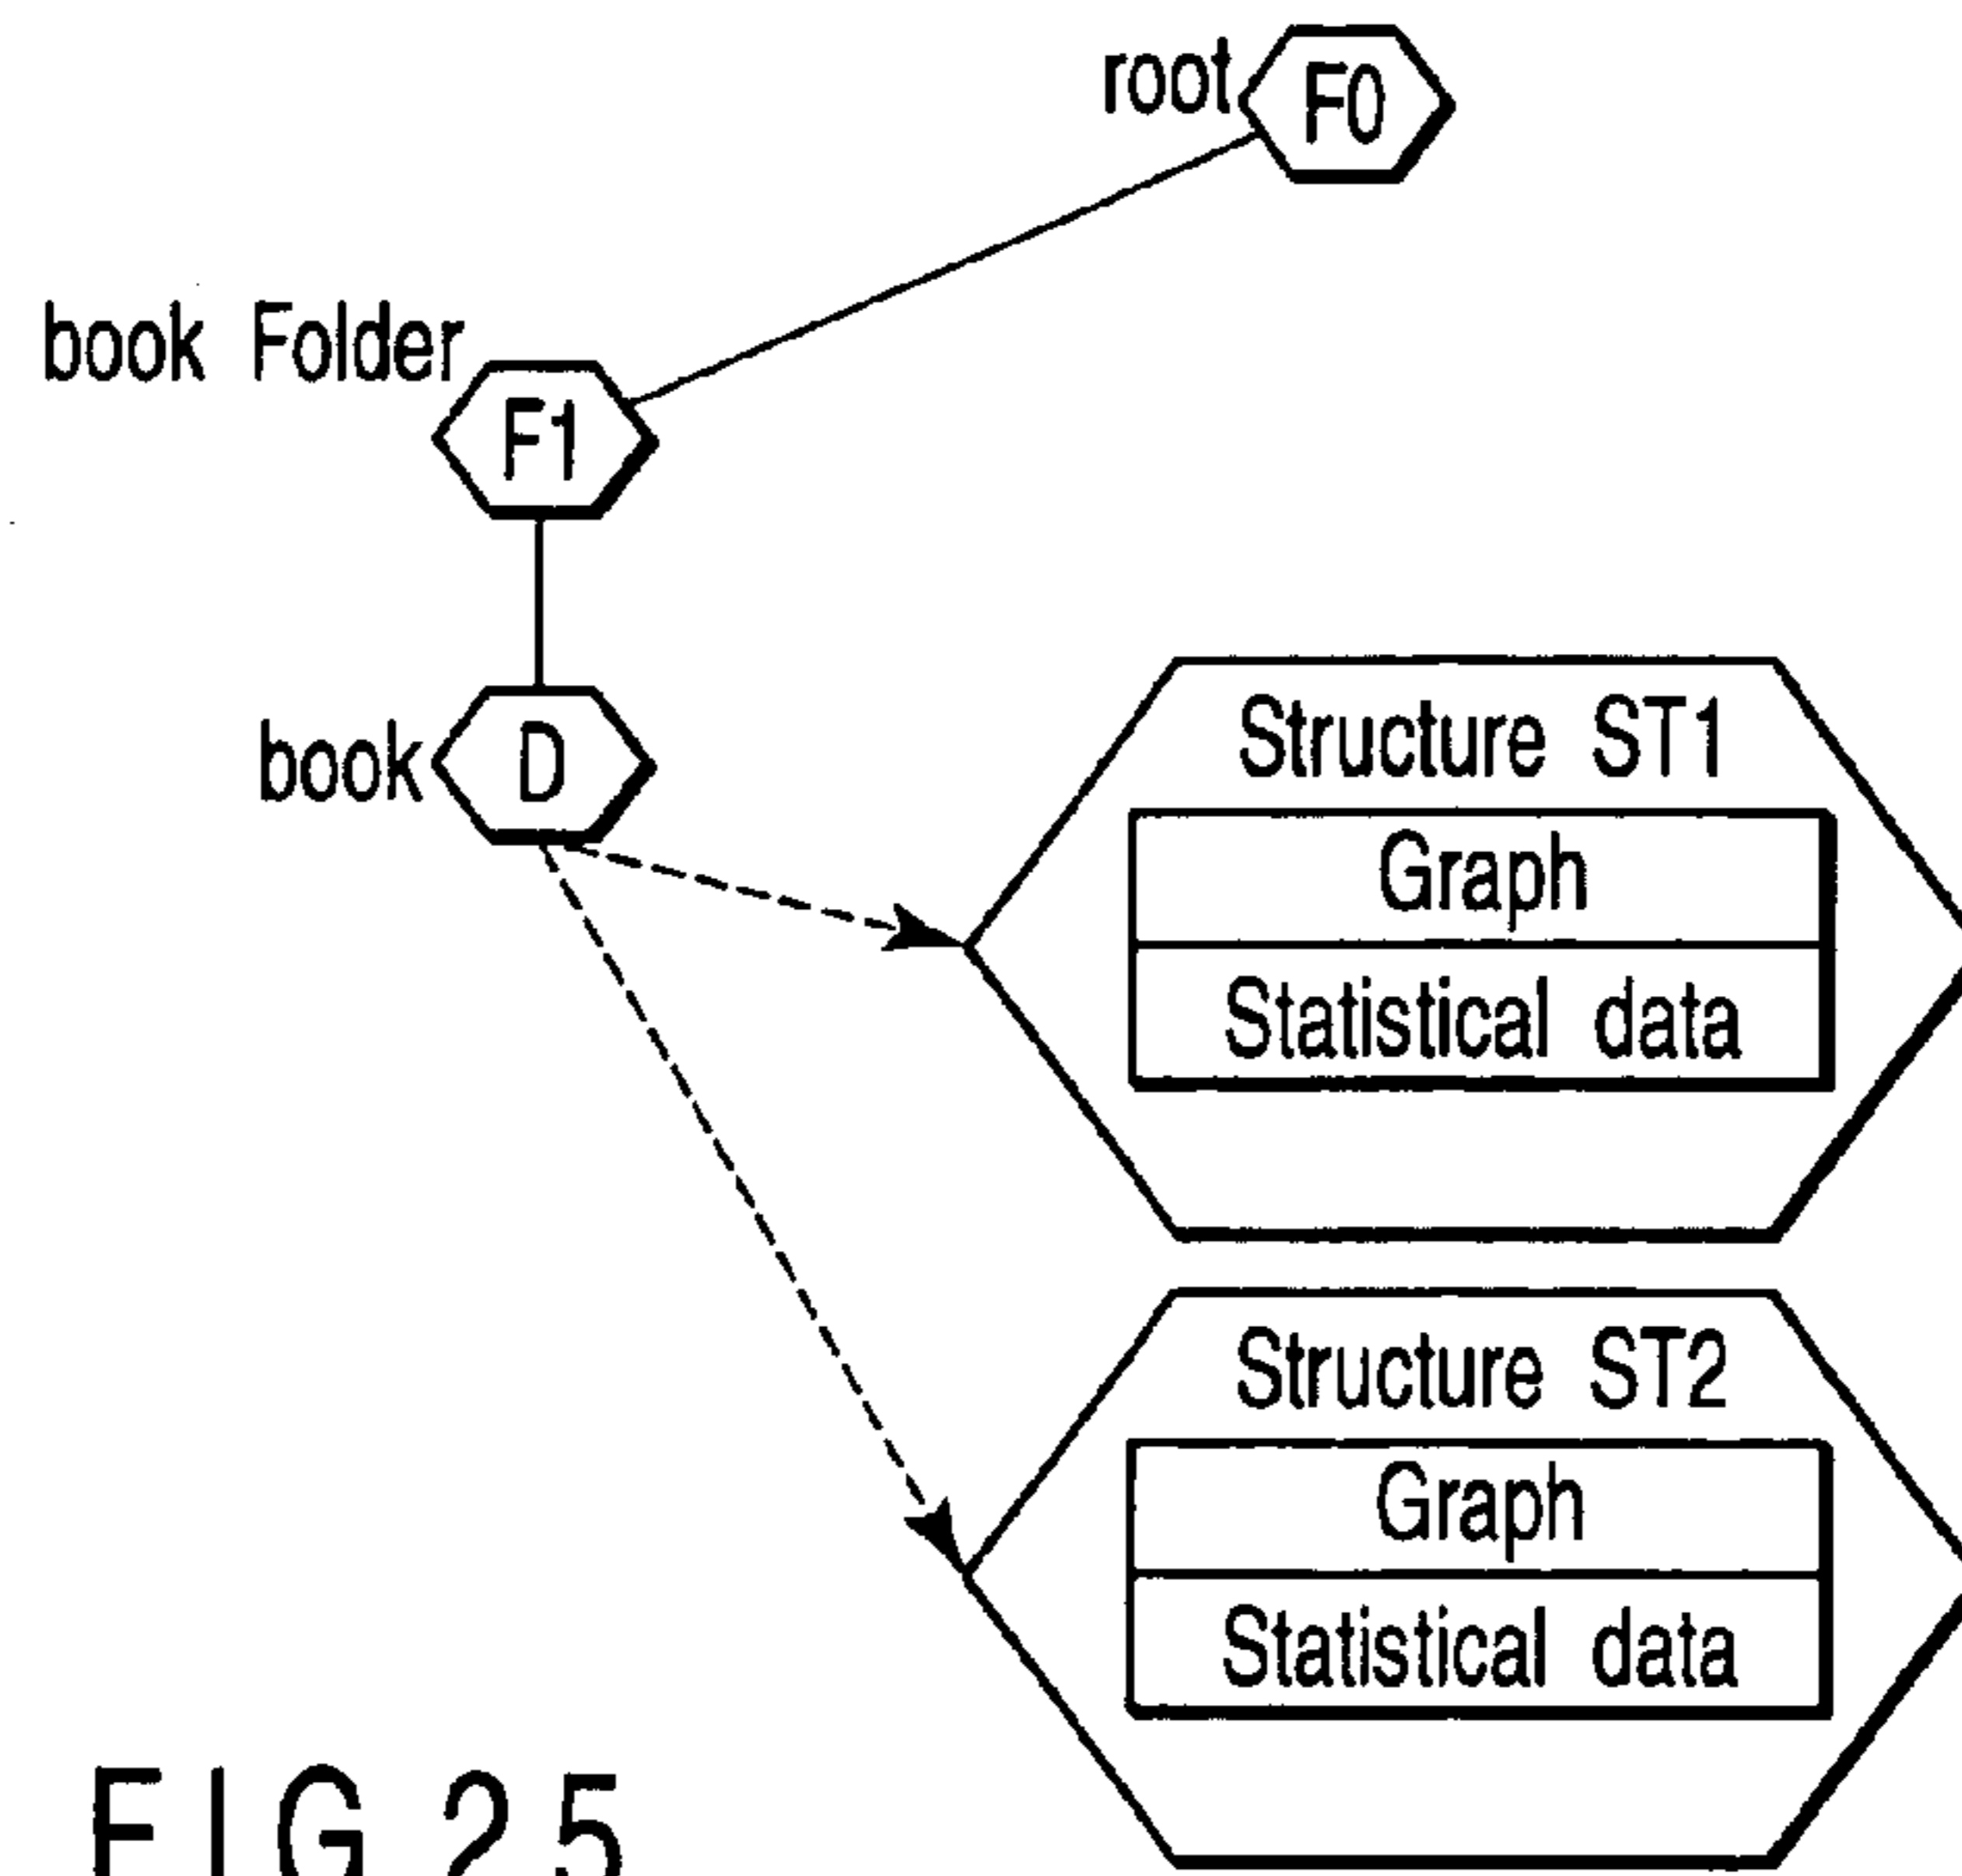 root F0
book Folder
F1
book D
Structure ST1
Graph
Statistical data
Structure ST2
Graph
Statistical data
FIG.25